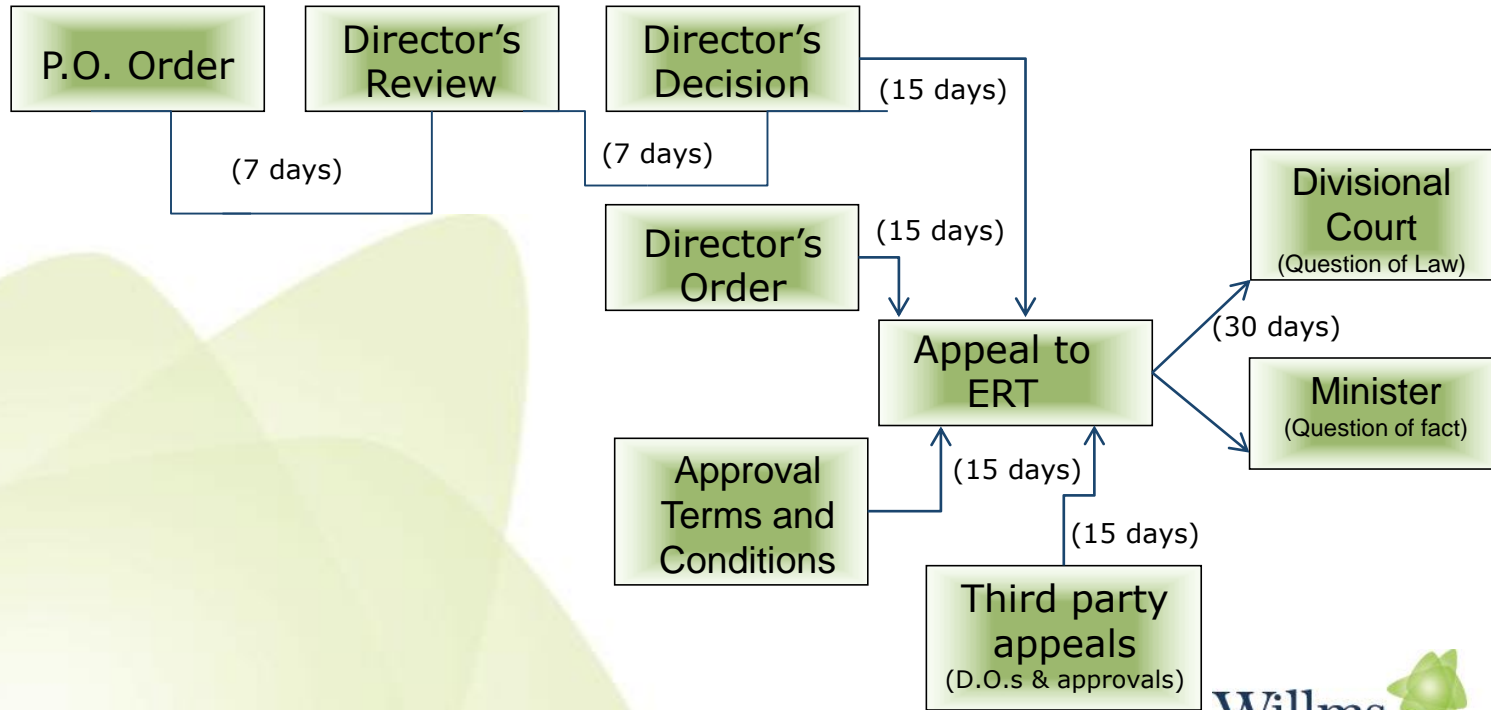 P.O. Order
(7 days)
Director’s
Review
(7 days)
Director’s
Decision
(15 days)
Director’s
Order
(15 days)
Appeal to
ERT
Approval
Terms and
Conditions
(15 days)
Third party
appeals
(D.O.s & approvals)
(15 days)
(30 days)
Divisional
Court
(Question of Law)
Minister
(Question of fact)
Willms